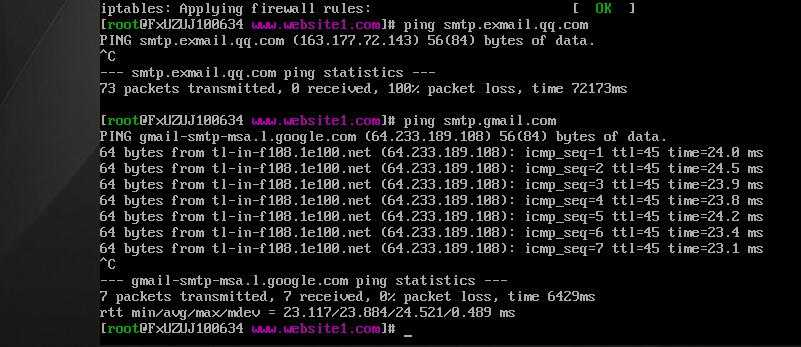 iptables: Applying firewall rules: [ OK ]
[root@FxUZUJ100634 www.website1.com]# ping smtp.exmail.qq.com
PING smtp.exmail.qq.com (163.177.72.143) 56(84) bytes of data.
^C
--- smtp.exmail.qq.com ping statistics ---
73 packets transmitted, 0 received, 100% packet loss, time 72173ms
[root@FxUZUJ100634 www.website1.com]# ping smtp.gmail.com
PING gmail-smtp-msa.l.google.com (64.233.189.108) 56(84) bytes of data.
64 bytes from tl-in-f108.1e100.net (64.233.189.108): icmp_seq=1 ttl=45 time=24.0 ms
64 bytes from tl-in-f108.1e100.net (64.233.189.108): icmp_seq=2 ttl=45 time=24.5 ms
64 bytes from tl-in-f108.1e100.net (64.233.189.108): icmp_seq=3 ttl=45 time=23.9 ms
64 bytes from tl-in-f108.1e100.net (64.233.189.108): icmp_seq=4 ttl=45 time=23.8 ms
64 bytes from tl-in-f108.1e100.net (64.233.189.108): icmp_seq=5 ttl=45 time=24.2 ms
64 bytes from tl-in-f108.1e100.net (64.233.189.108): icmp_seq=6 ttl=45 time=23.4 ms
64 bytes from tl-in-f108.1e100.net (64.233.189.108): icmp_seq=7 ttl=45 time=23.1 ms
^C
--- gmail-smtp-msa.l.google.com ping statistics ---
7 packets transmitted, 7 received, 0% packet loss, time 6429ms
rtt min/avg/max/mdev = 23.117/23.884/24.521/0.489 ms
[root@FxUZUJ100634 www.website1.com]# _